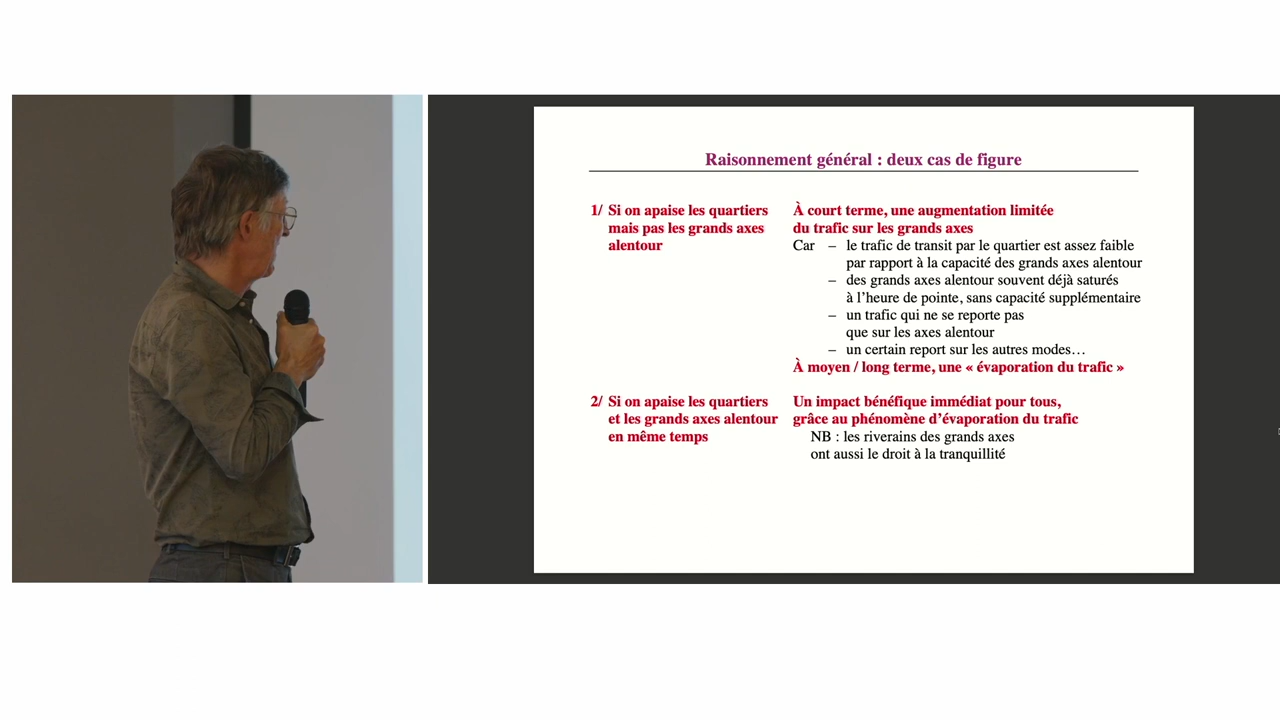 Raisonnement général : deux cas de figure
1/ Si on apaise les quartiers
mais pas les grands axes
alentour
À court terme, une augmentation limitée
du trafic sur les grands axes
Car – le trafic de transit par le quartier est assez faible
par rapport à la capacité des grands axes alentour
– des grands axes alentour souvent déjà saturés
à l’heure de pointe, sans capacité supplémentaire
– un trafic qui ne se reporte pas
que sur les axes alentour
– un certain report sur les autres modes…
À moyen / long terme, une « évaporation du trafic »
2/ Si on apaise les quartiers
et les grands axes alentour
en même temps
Un impact bénéfique immédiat pour tous,
grâce au phénomène d’évaporation du trafic
NB : les riverains des grands axes
ont aussi le droit à la tranquillité